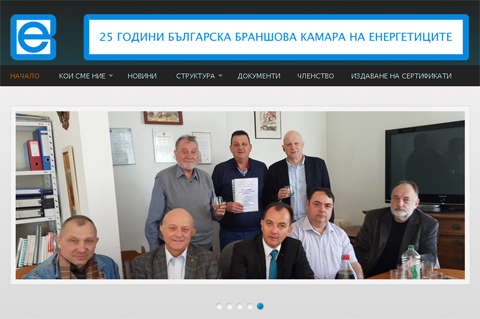 e
25 ГОДИНИ БЪЛГАРСКА БРАНШОВА КАМАРА НА ЕНЕРГЕТИЦИТЕ
НАЧАЛО КОИ СМЕ НИЕ НОВИНИ СТРУКТУРА ДОКУМЕНТИ ЧЛЕНСТВО ИЗДАВАНЕ НА СЕРТИФИКАТИ